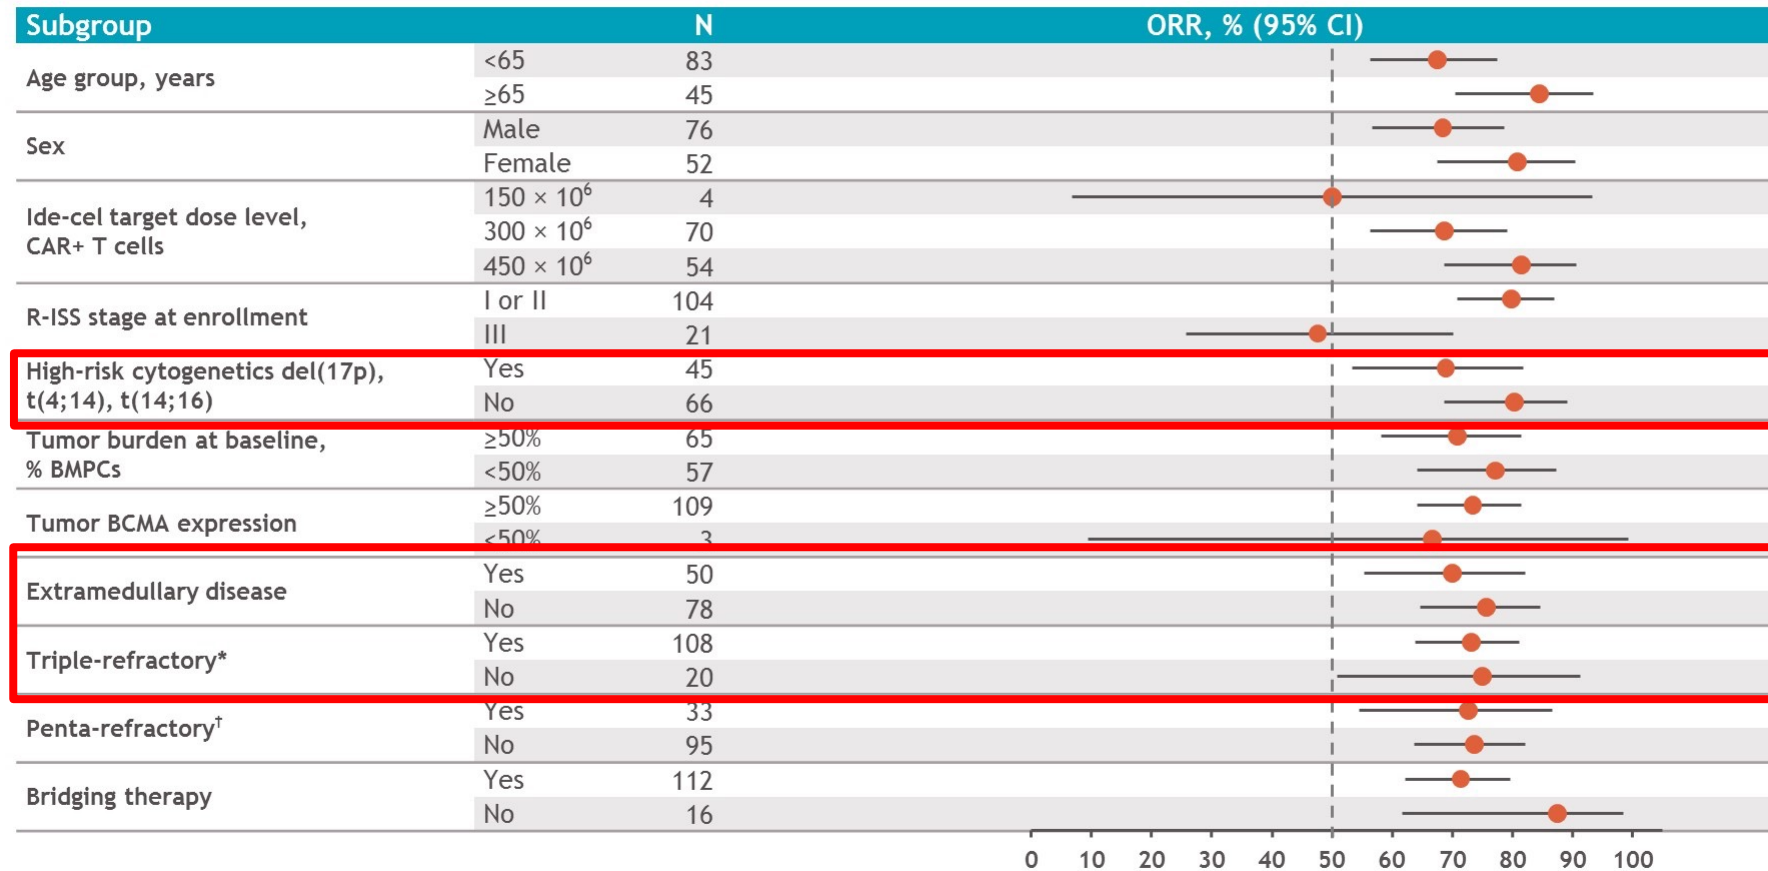 Subgroup N ORR, % (95% CI)
Age group, years
<65 83
≥65 45
Sex
Male 76
Female 52
Ide-cel target dose level,
CAR+ T cells
150 × 10⁶ 4
300 × 10⁶ 70
450 × 10⁶ 54
R-ISS stage at enrollment
I or II 104
III 21
High-risk cytogenetics del(17p),
t(4;14), t(14;16)
Yes 45
No 66
Tumor burden at baseline,
% BMPCs
≥50% 65
<50% 57
Tumor BCMA expression
≥50% 109
<50% 3
Extramedullary disease
Yes 50
No 78
Triple-refractory*
Yes 108
No 20
Penta-refractory†
Yes 33
No 95
Bridging therapy
Yes 112
No 16
0 10 20 30 40 50 60 70 80 90 100